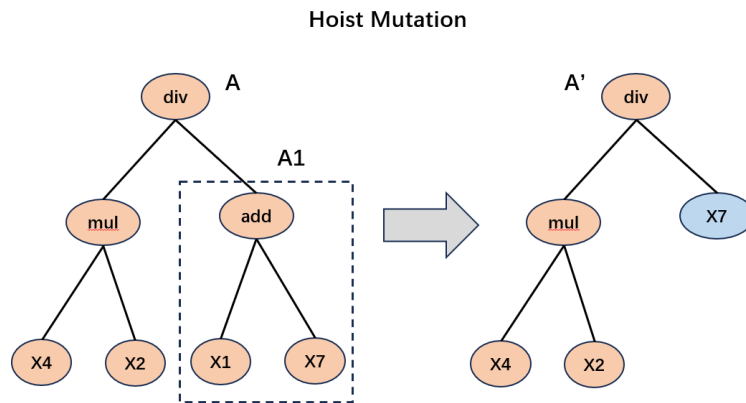 Hoist Mutation
div
A
A1
mul
add
X4
X2
X1
X7
A’
div
mul
X7
X4
X2